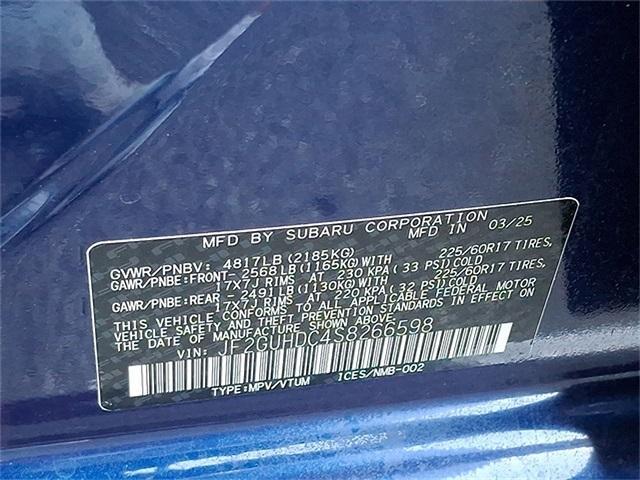 MFD BY SUBARU CORPORATION
MFD IN 03/25
GVWR/PNBV: 4817LB(2185KG)
GAWR/PNBE:FRONT-2568LB(1165KG)WITH 225/60R17 TIRES,
17X7J RIMS AT 230 KPA(33 PSI)COLD
GAWR/PNBE:REAR -2491LB(1130KG)WITH 225/60R17 TIRES,
17X7J RIMS AT 220 KPA(32 PSI)COLD
THIS VEHICLE CONFORMS TO ALL APPLICABLE FEDERAL MOTOR
VEHICLE SAFETY AND THEFT PREVENTION STANDARDS IN EFFECT ON
THE DATE OF MANUFACTURE SHOWN ABOVE.
VIN: JF2GUHDC4S8266598
TYPE:MPV/VTUM ICES/NMB-002